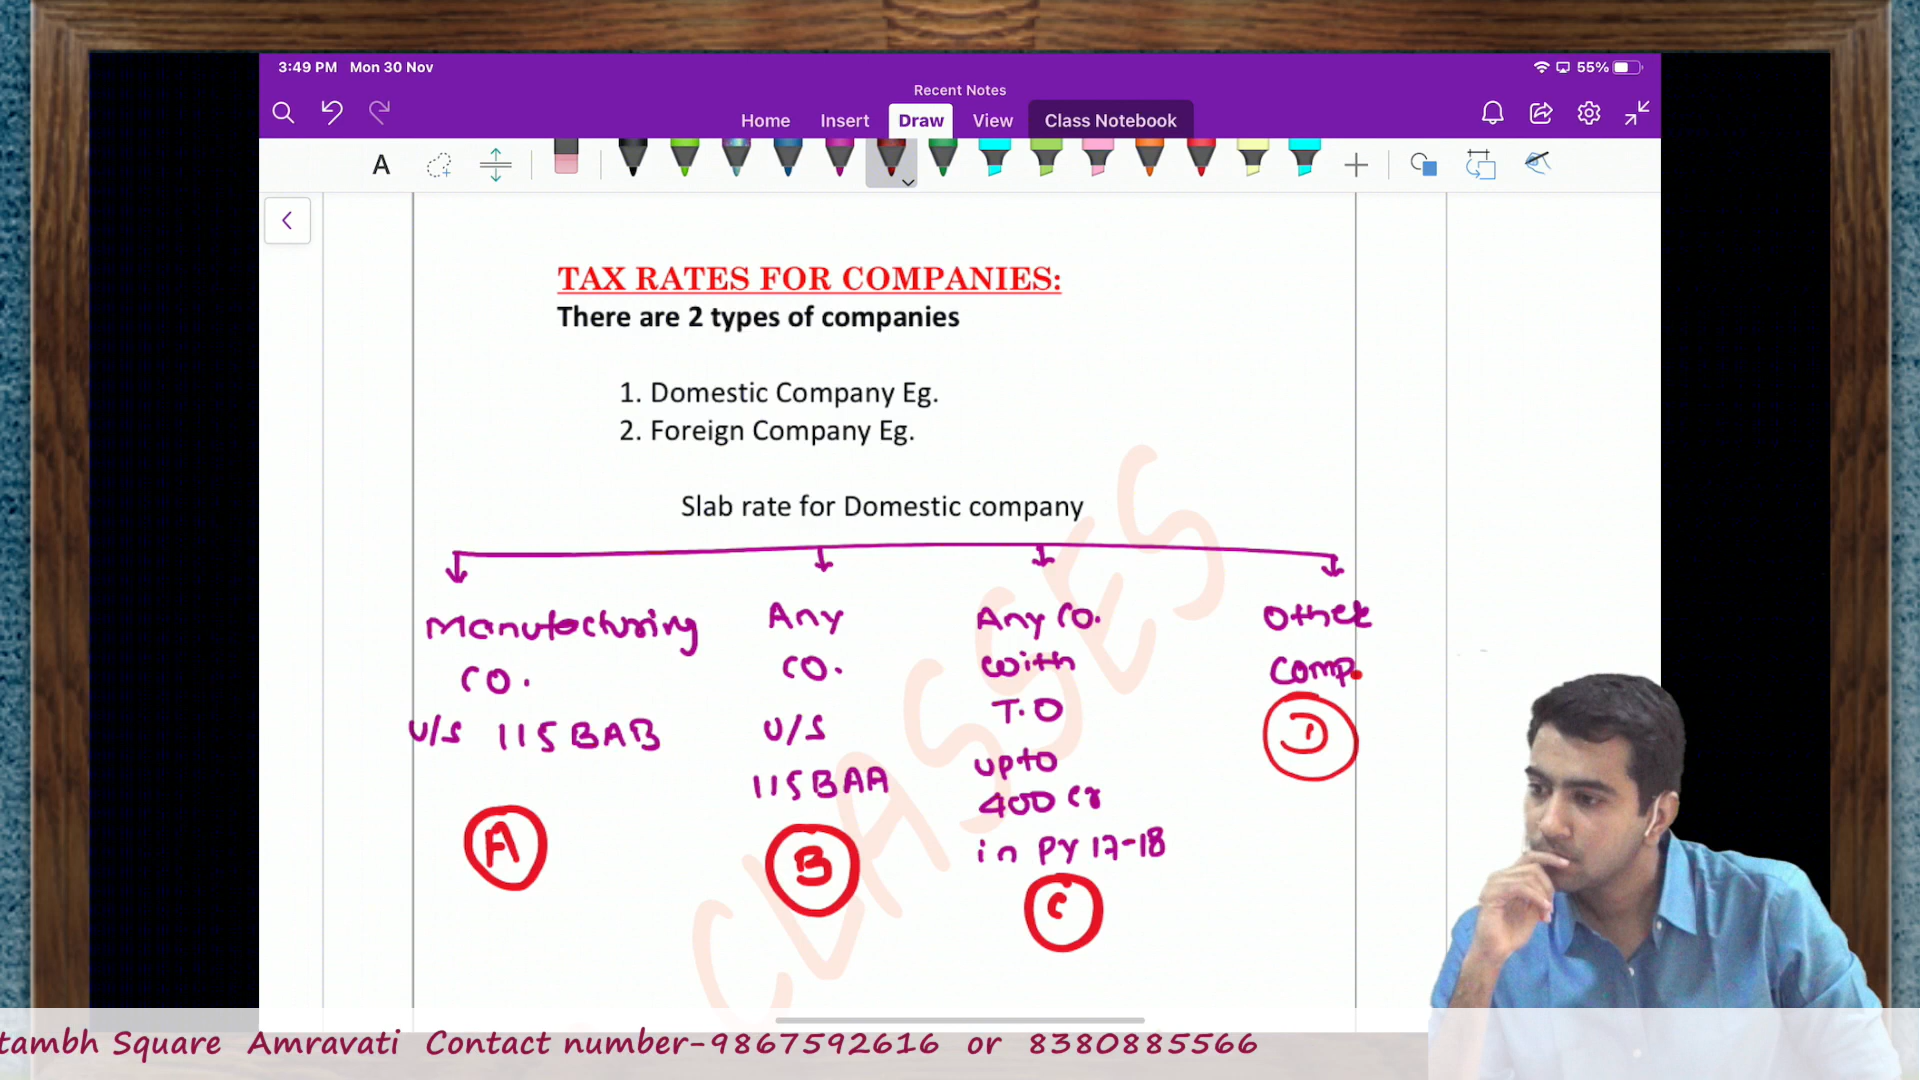 3:49 PM Mon 30 Nov
55%
Recent Notes
Home Insert Draw View Class Notebook
A
TAX RATES FOR COMPANIES:
There are 2 types of companies
1. Domestic Company Eg.
2. Foreign Company Eg.
Slab rate for Domestic company
Manufacturing
CO.
U/S 115BAB
A
Any
CO.
U/S
115BAA
B
Any CO.
with
T.O
upto
400 Cr
in PY 17-18
C
Other
Comp.
D
CLASSES
tambh Square Amravati Contact number-9867592616 or 8380885566